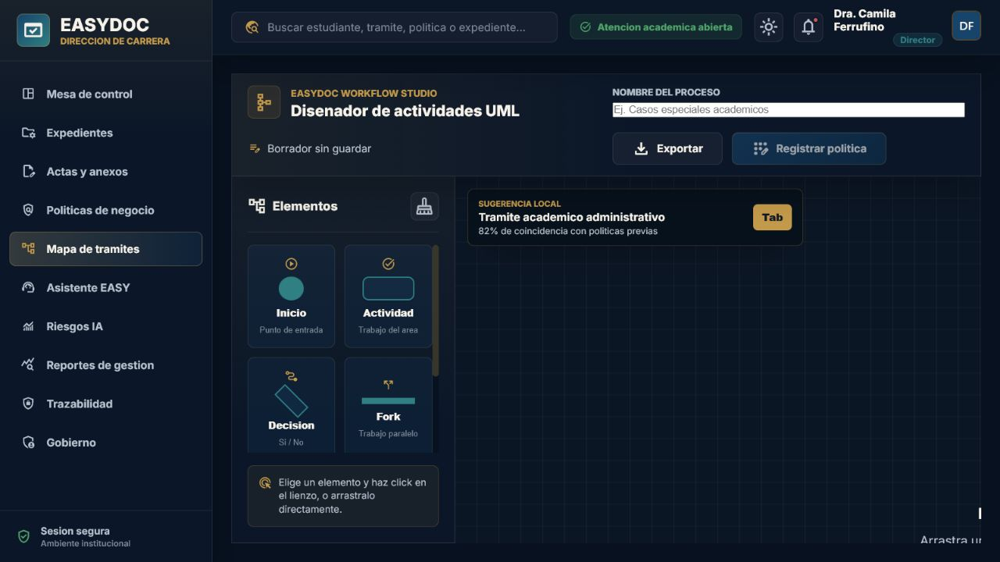 EASYDOC
DIRECCION DE CARRERA
Mesa de control
Expedientes
Actas y anexos
Politicas de negocio
Mapa de tramites
Asistente EASY
Riesgos IA
Reportes de gestion
Trazabilidad
Gobierno
Sesion segura
Ambiente institucional
Buscar estudiante, tramite, politica o expediente...
Atencion academica abierta
Dra. Camila
Ferrufino
Director
DF
EASYDOC WORKFLOW STUDIO
Disenador de actividades UML
Borrador sin guardar
NOMBRE DEL PROCESO
Ej. Casos especiales academicos
Exportar
Registrar politica
Elementos
Inicio
Punto de entrada
Actividad
Trabajo del area
Decision
Si / No
Fork
Trabajo paralelo
Elige un elemento y haz click en
el lienzo, o arrastralo
directamente.
SUGERENCIA LOCAL
Tramite academico administrativo
82% de coincidencia con politicas previas
Tab
Arrastra